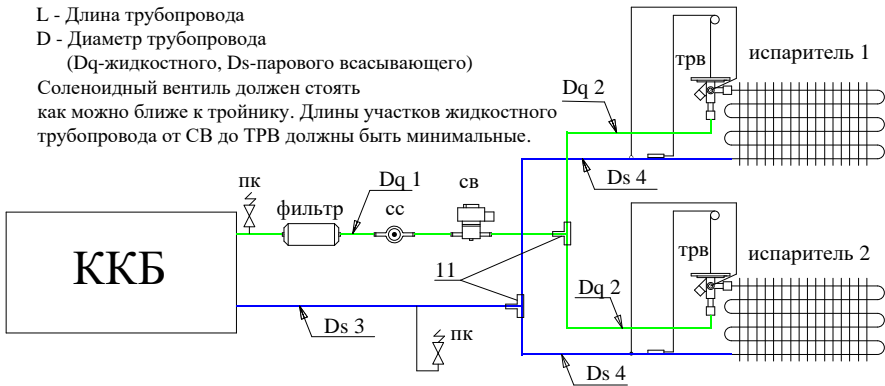 L - Длина трубопровода
D - Диаметр трубопровода
(Dq-жидкостного, Ds-парового всасывающего)
Соленоидный вентиль должен стоять
как можно ближе к тройнику. Длины участков жидкостного
трубопровода от СВ до ТРВ должны быть минимальные.
трв
испаритель 1
Dq 2
Ds 4
пк
фильтр
Dq 1
сс
св
ККБ
11
трв
испаритель 2
Dq 2
Ds 3
пк
Ds 4